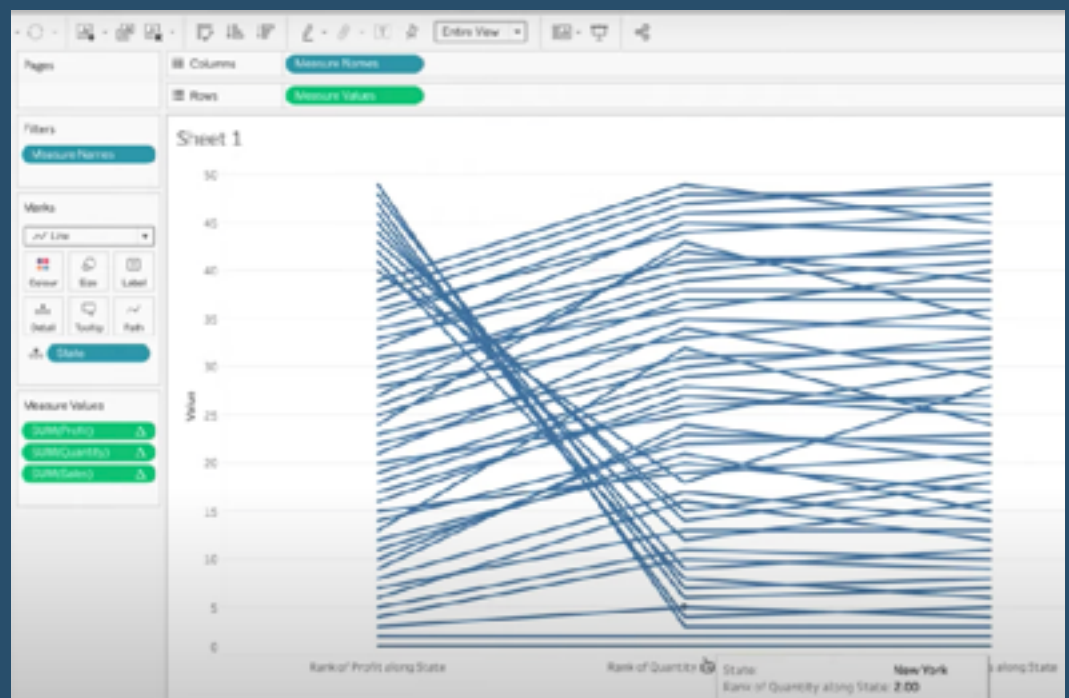 Entire View
Pages
Columns
Measure Names
Rows
Measure Values
Filters
Measure Names
Sheet 1
Marks
Line
Colour
Size
Label
Detail
Tooltip
Path
State
Measure Values
SUM(Profit)
SUM(Quantity)
SUM(Sales)
Value
50
45
40
35
30
25
20
15
10
5
0
Rank of Profit along State
Rank of Quantity
along State
State: New York
Rank of Quantity along State: 2.00